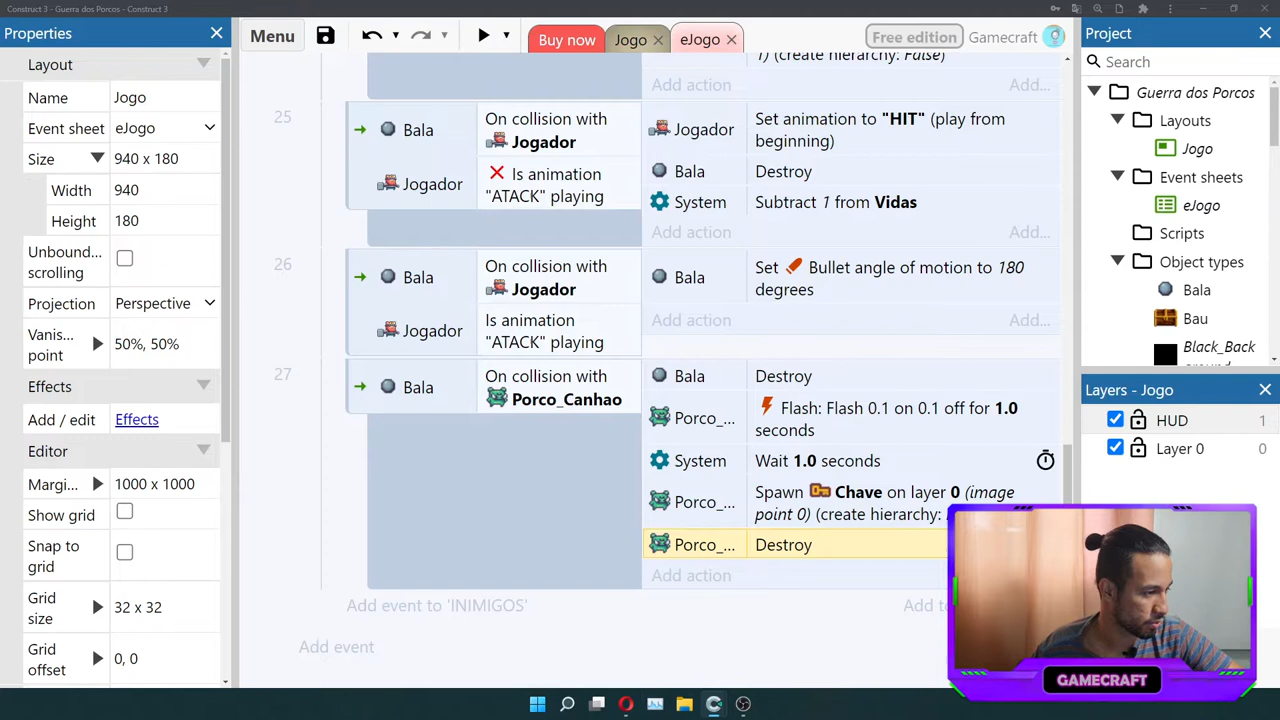 Construct 3 - Guerra dos Porcos - Construct 3
Properties
Menu
Buy now
Jogo
eJogo
Free edition
Gamecraft
Project
Layout
Name Jogo
Event sheet eJogo
Size 940 x 180
Width 940
Height 180
Unbound...
scrolling
Projection Perspective
Vanis...
point
50%, 50%
Effects
Add / edit Effects
Editor
Margi... 1000 x 1000
Show grid
Snap to
grid
Grid
size
32 x 32
Grid
offset
0, 0
1) (create hierarchy: False)
Add action Add...
25
Bala
On collision with
Jogador
Jogador
Is animation
"ATACK" playing
Jogador
Set animation to "HIT" (play from
beginning)
Bala Destroy
System Subtract 1 from Vidas
Add action Add...
26
Bala
On collision with
Jogador
Jogador
Is animation
"ATACK" playing
Bala
Set Bullet angle of motion to 180
degrees
Add action Add...
27
Bala
On collision with
Porco_Canhao
Bala Destroy
Porco_...
Flash: Flash 0.1 on 0.1 off for 1.0
seconds
System Wait 1.0 seconds
Porco_...
Spawn Chave on layer 0 (image
point 0) (create hierarchy:
Porco_... Destroy
Add action
Add event to 'INIMIGOS'
Add event
Search
Guerra dos Porcos
Layouts
Jogo
Event sheets
eJogo
Scripts
Object types
Bala
Bau
Black_Back
Layers - Jogo
HUD 1
Layer 0 0
GAMECRAFT